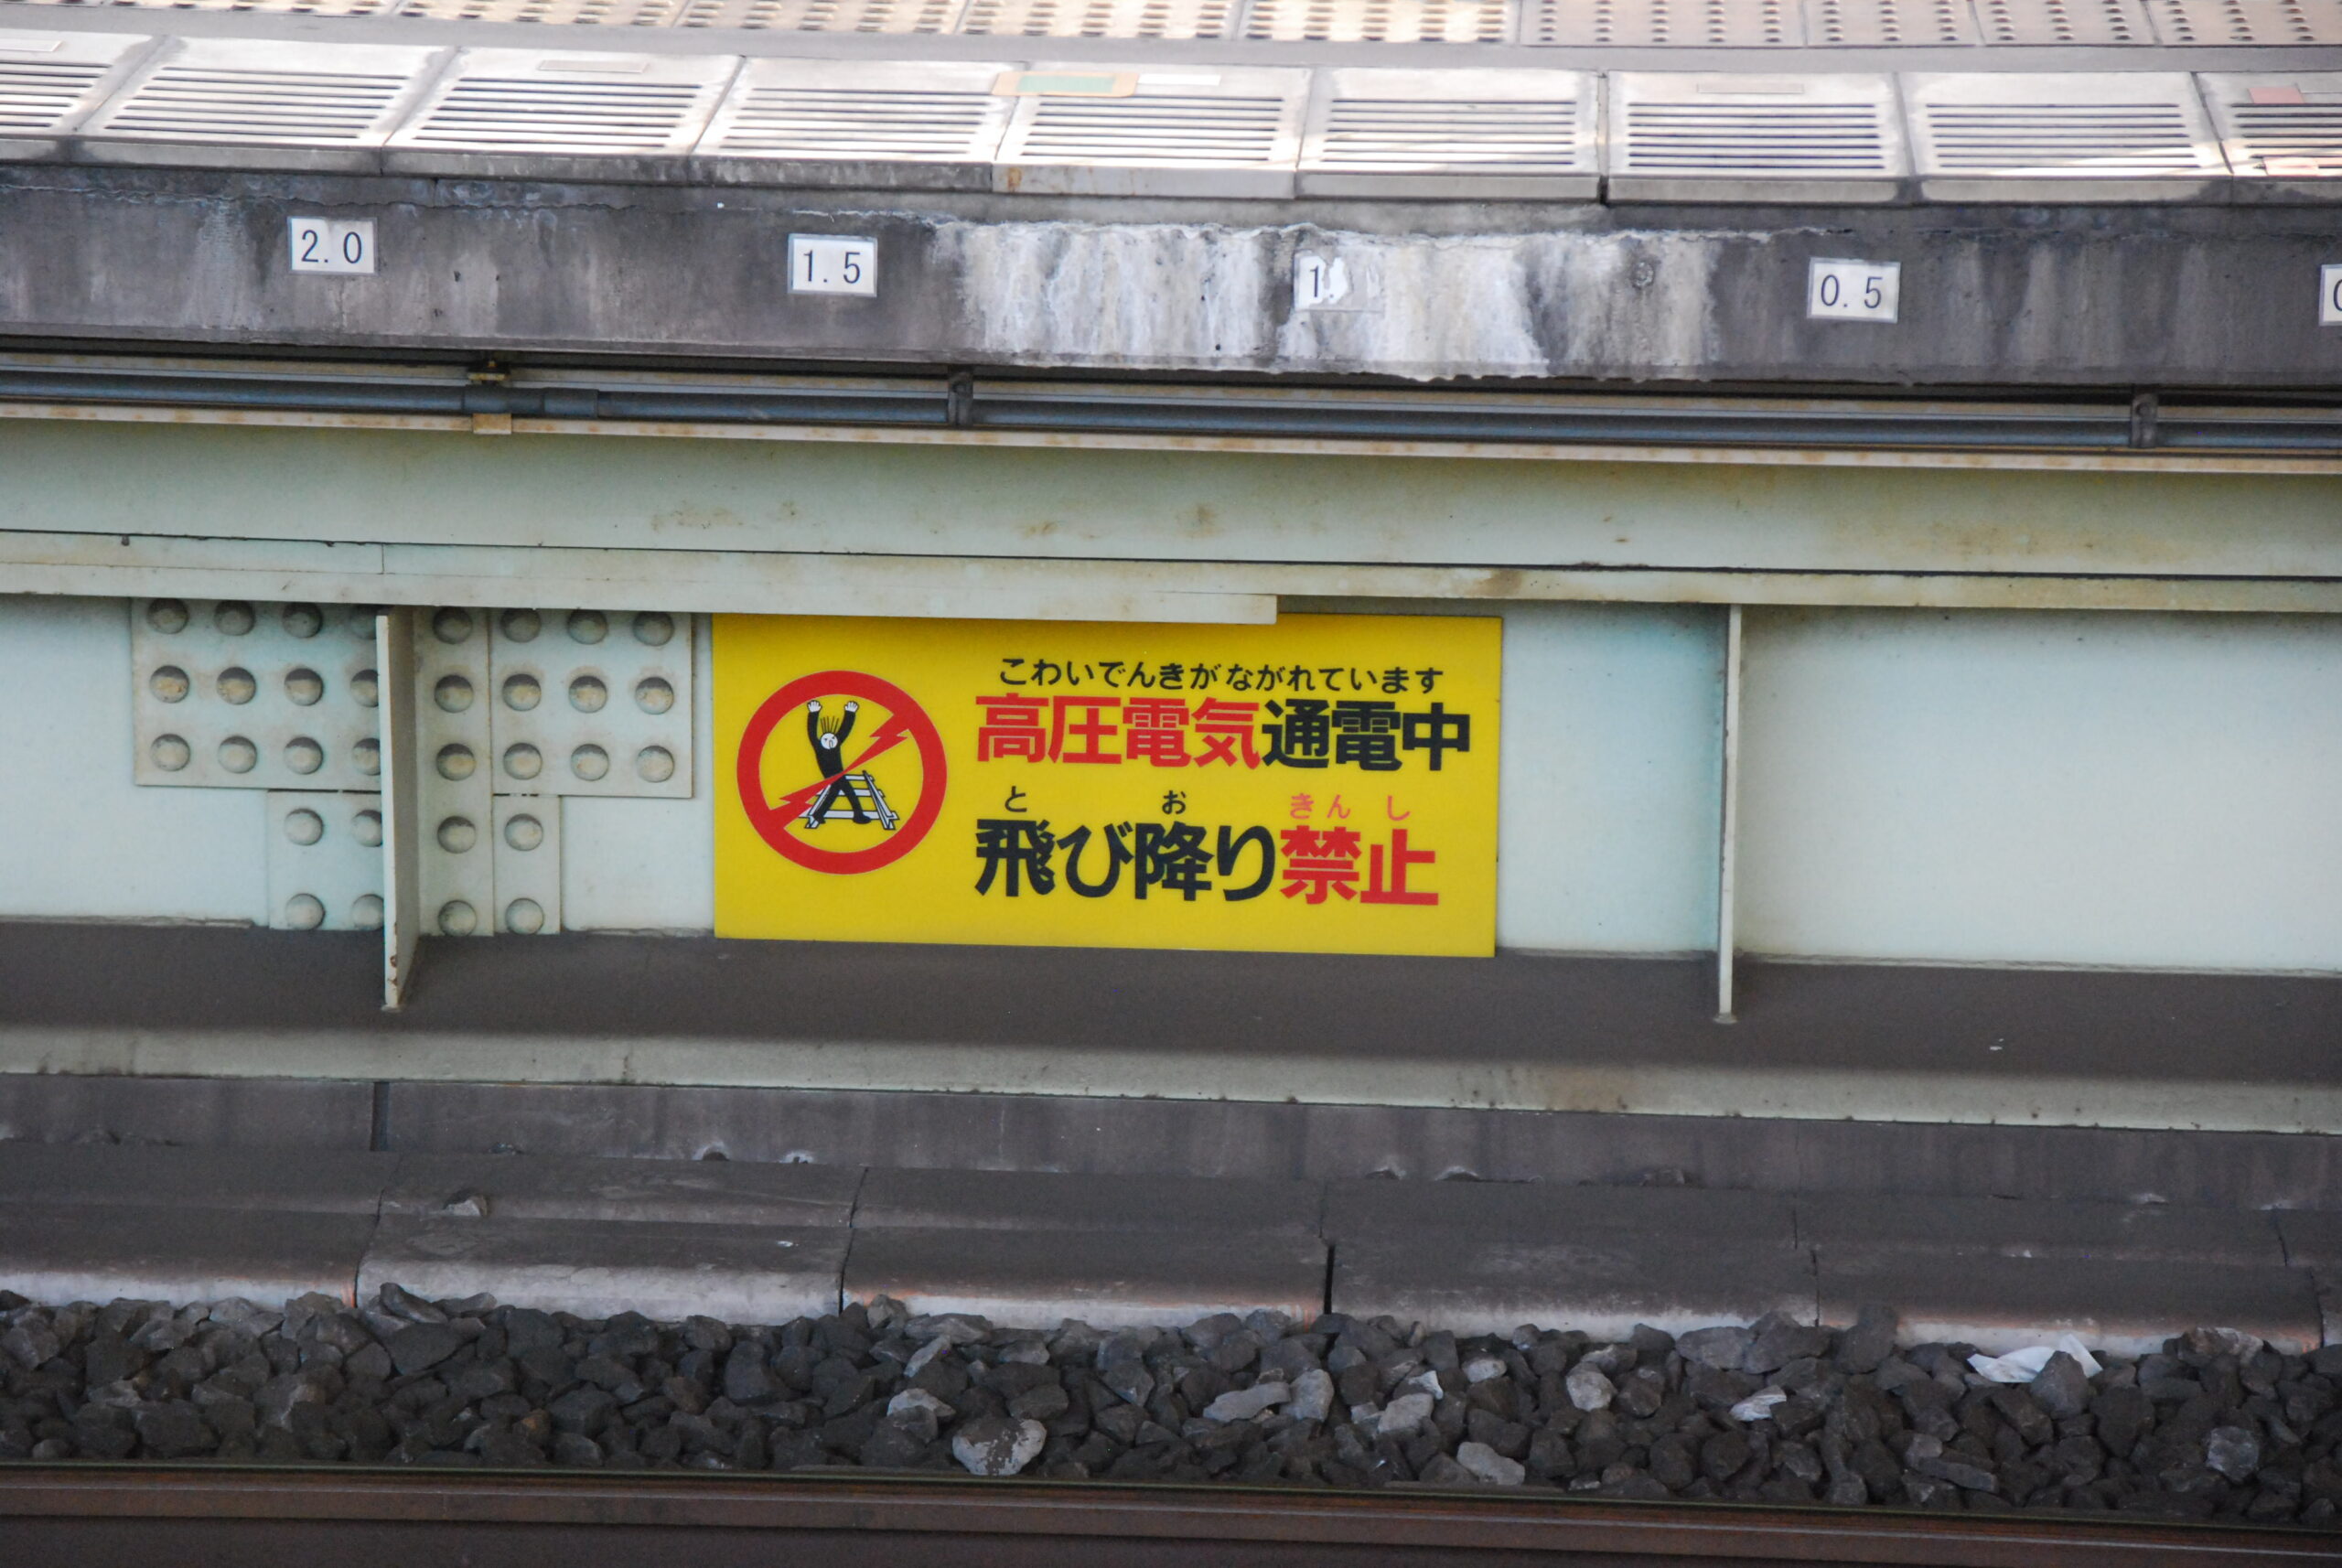 2.0
1.5
1.
0.5
こわいでんきがながれています
高圧電気通電中
と お きん し
飛び降り禁止